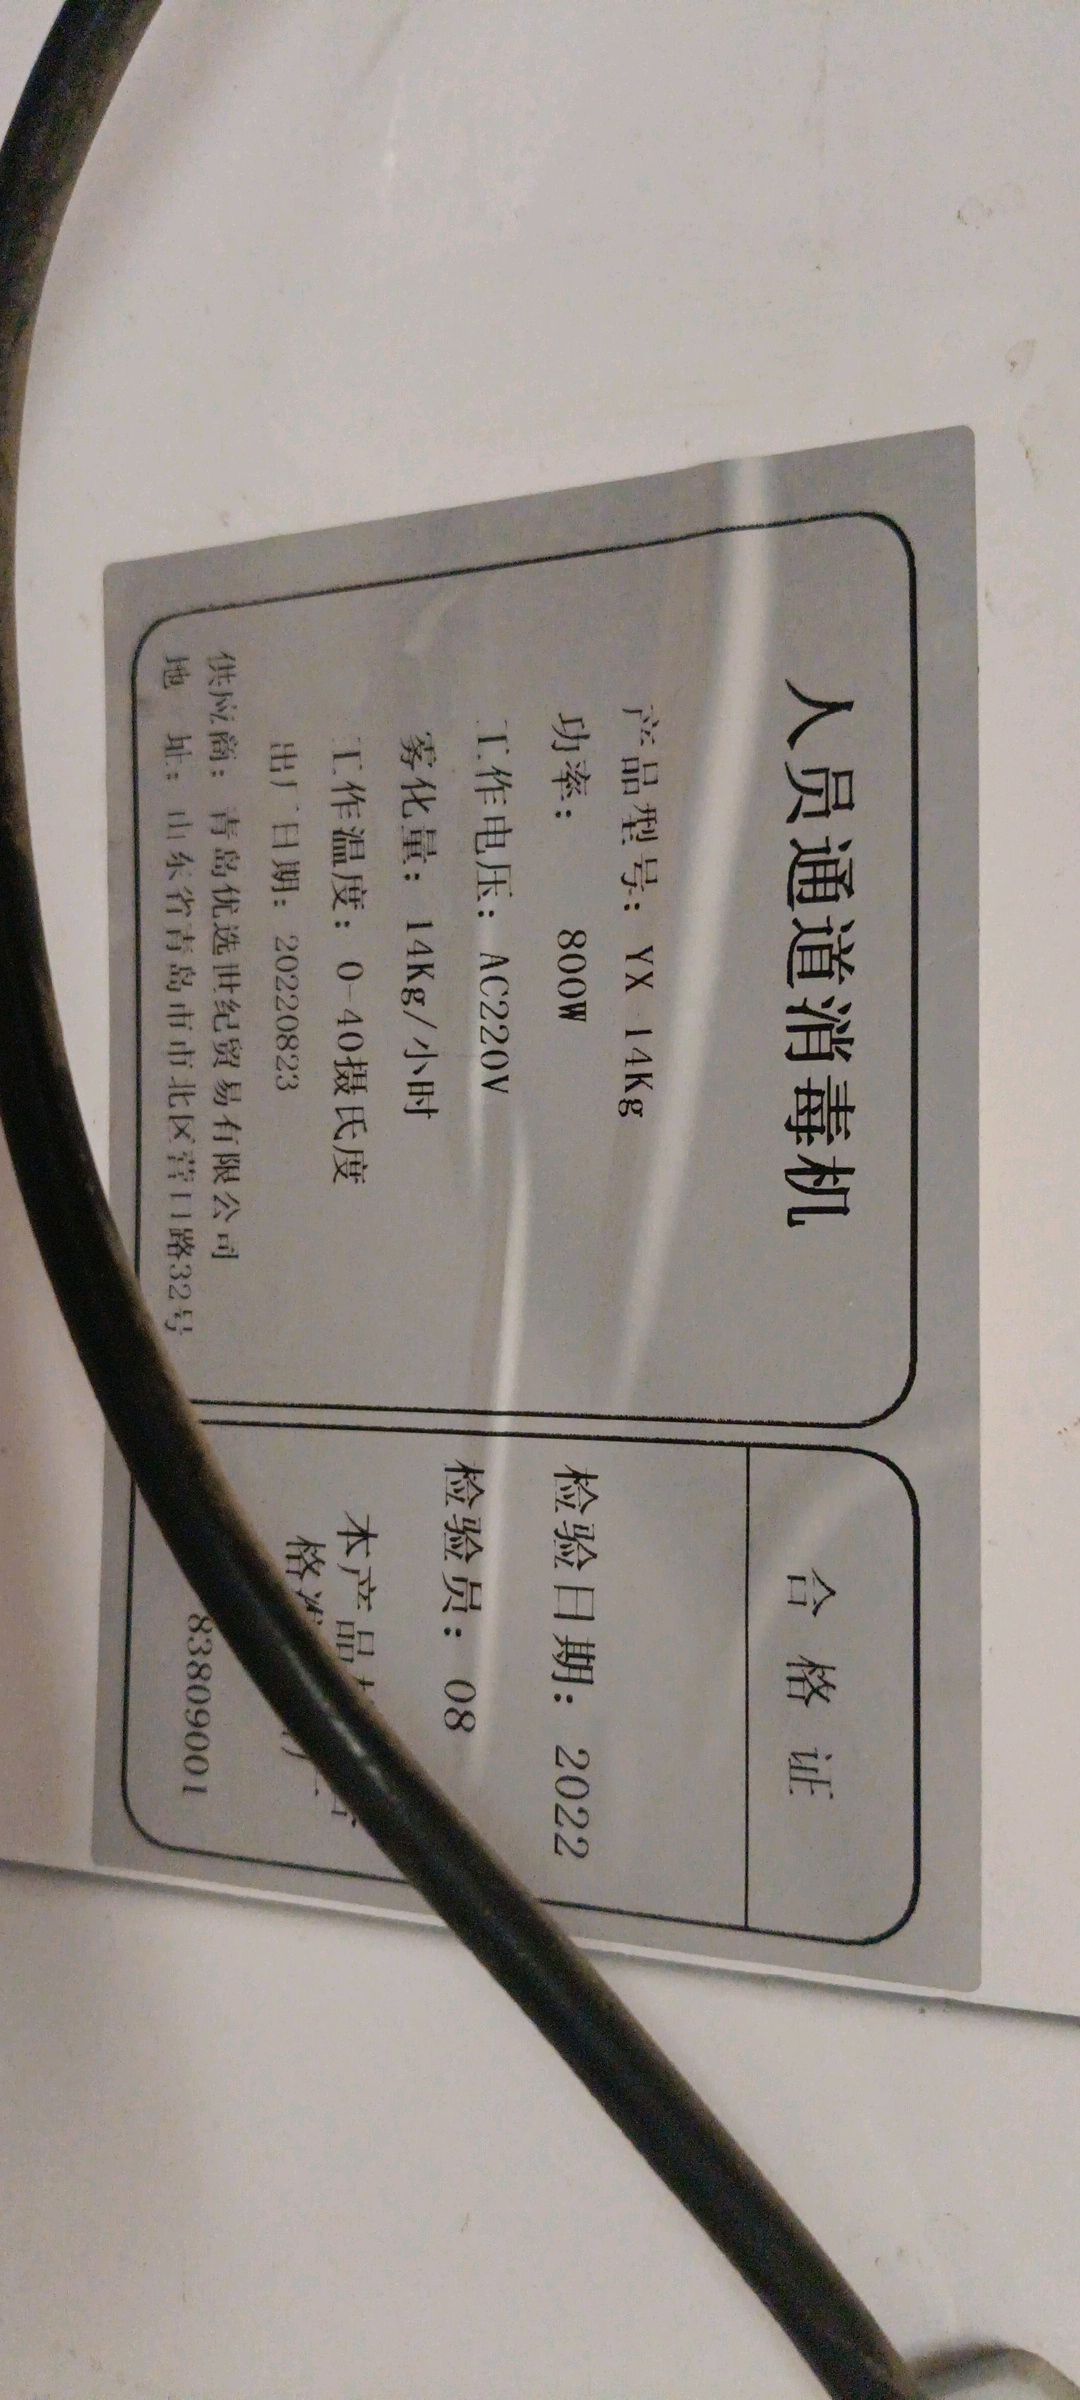 人员通道消毒机
产品型号: YX-14Kg
功率: 800W
工作电压: AC220V
雾化量: 14Kg/小时
工作温度: 0-40摄氏度
出厂日期: 20220823
供应商: 青岛优选世纪贸易有限公司
地 址: 山东省青岛市市北区营口路32号
合 格 证
检验日期: 2022
检验员: 08
本产品
格
83809001